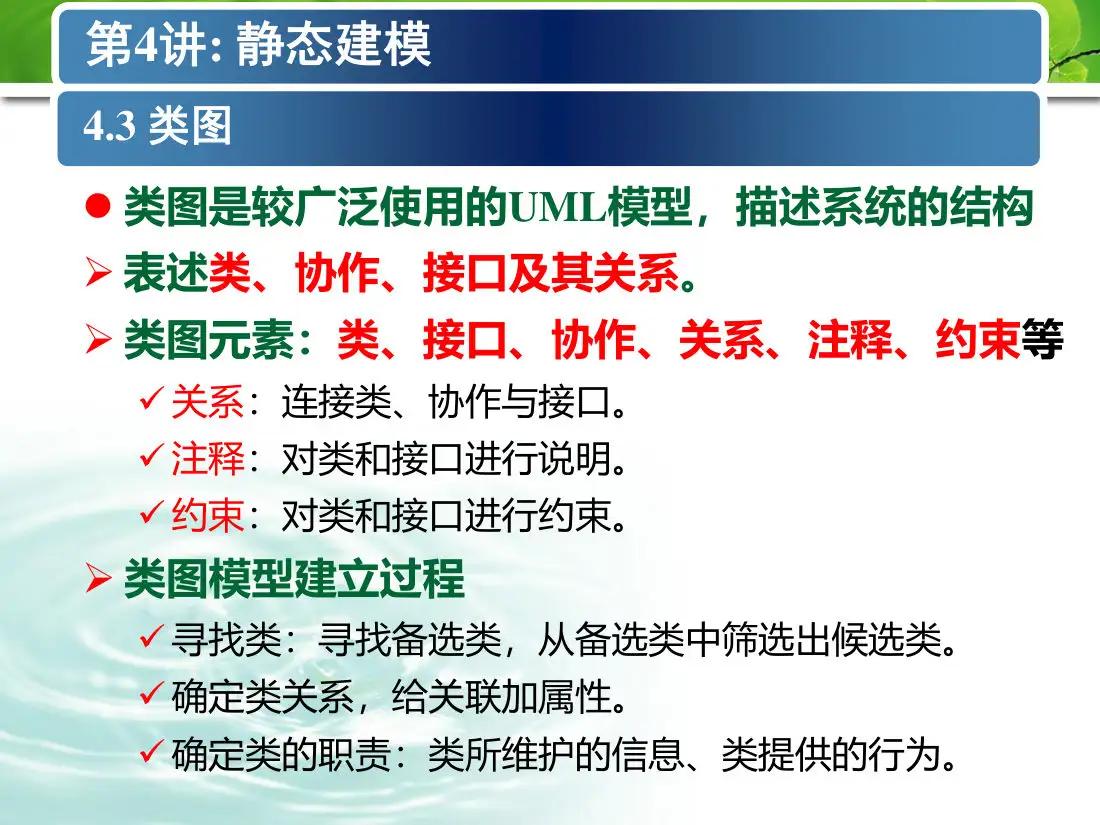 第4讲: 静态建模
4.3 类图
类图是较广泛使用的UML模型，描述系统的结构
表述类、协作、接口及其关系。
类图元素：类、接口、协作、关系、注释、约束等
关系：连接类、协作与接口。
注释：对类和接口进行说明。
约束：对类和接口进行约束。
类图模型建立过程
寻找类：寻找备选类，从备选类中筛选出候选类。
确定类关系，给关联加属性。
确定类的职责：类所维护的信息、类提供的行为。